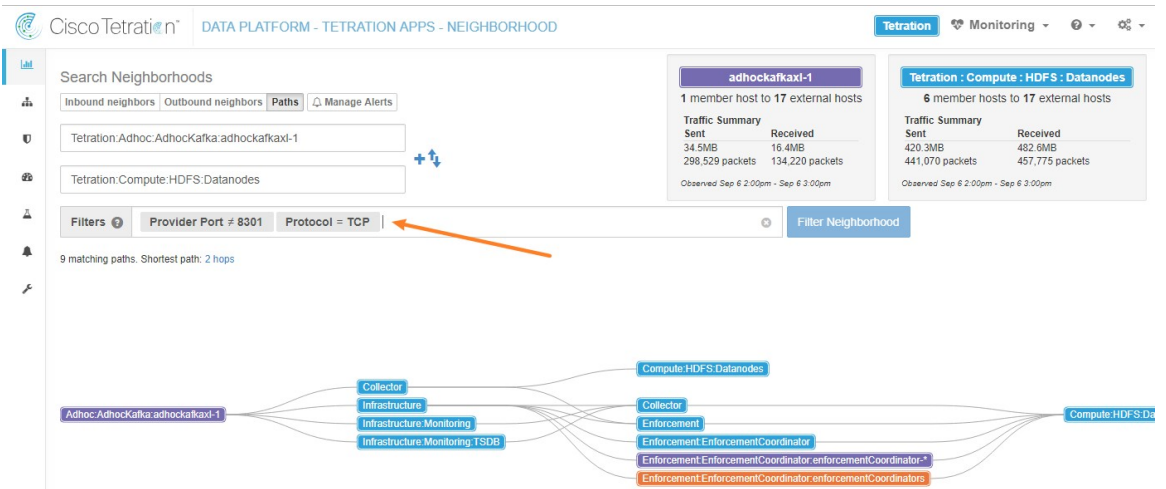 Cisco Tetration™ DATA PLATFORM - TETRATION APPS - NEIGHBORHOOD Tetration Monitoring
Search Neighborhoods
Inbound neighbors Outbound neighbors Paths Manage Alerts
Tetration:Adhoc:AdhocKafka:adhockafkaxl-1
Tetration:Compute:HDFS:Datanodes
adhockafkaxl-1
1 member host to 17 external hosts
Traffic Summary
Sent Received
34.5MB 16.4MB
298,529 packets 134,220 packets
Observed Sep 6 2:00pm - Sep 6 3:00pm
Tetration : Compute : HDFS : Datanodes
6 member hosts to 17 external hosts
Traffic Summary
Sent Received
420.3MB 482.6MB
441,070 packets 457,775 packets
Observed Sep 6 2:00pm - Sep 6 3:00pm
Filters Provider Port ≠ 8301 Protocol = TCP Filter Neighborhood
9 matching paths. Shortest path: 2 hops
Adhoc:AdhocKafka:adhockafkaxl-1
Collector
Infrastructure
Infrastructure:Monitoring
Infrastructure:Monitoring:TSDB
Compute:HDFS:Datanodes
Collector
Enforcement
Enforcement:EnforcementCoordinator
Enforcement:EnforcementCoordinator:enforcementCoordinator-*
Enforcement:EnforcementCoordinator:enforcementCoordinators
Compute:HDFS:Da